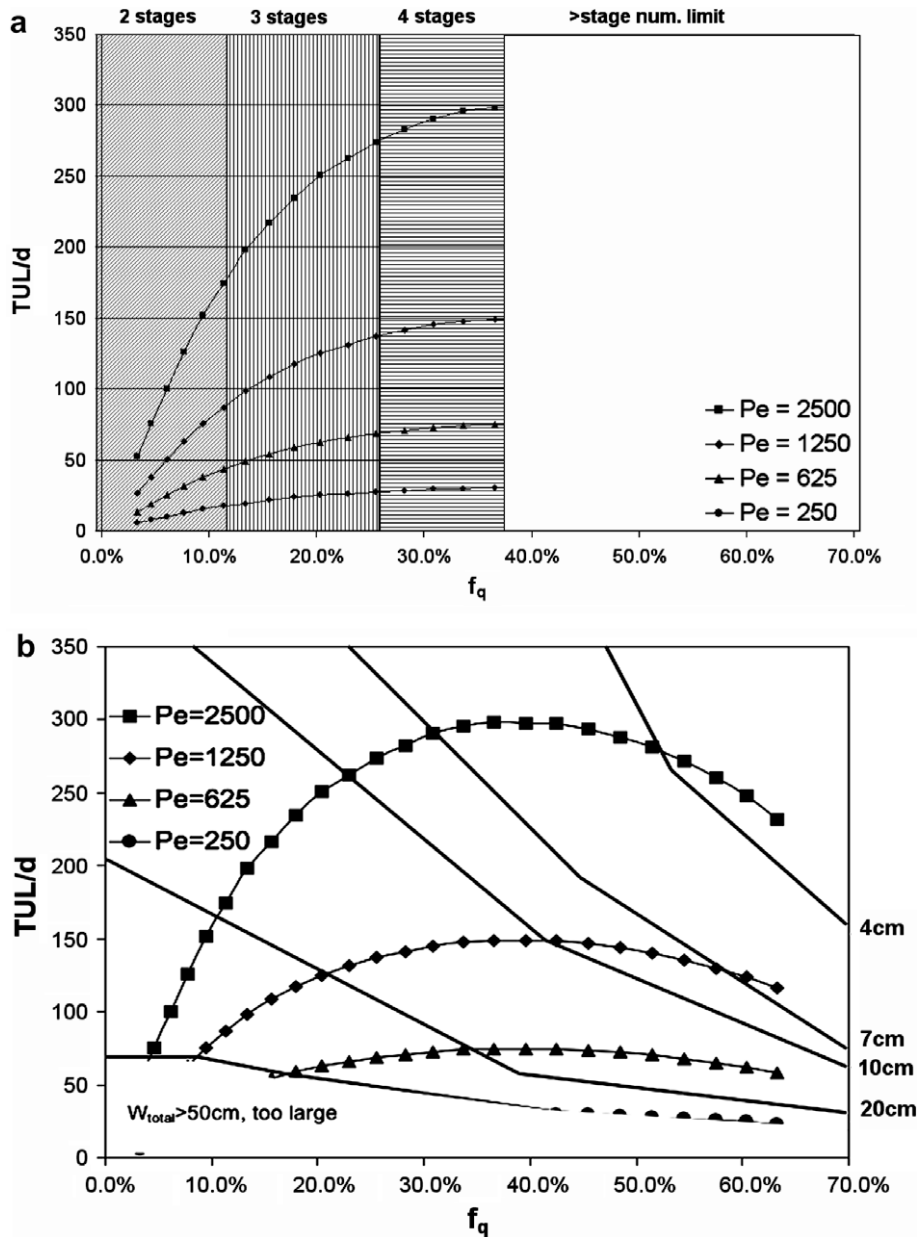 a
2 stages 3 stages 4 stages >stage num. limit
350
300
250
200
150
100
50
0
TUL/d
Pe = 2500
Pe = 1250
Pe = 625
Pe = 250
0.0% 10.0% 20.0% 30.0% 40.0% 50.0% 60.0% 70.0%
fq
b
350
300
250
200
150
100
50
0
TUL/d
Pe=2500
Pe=1250
Pe=625
Pe=250
4cm
7cm
10cm
20cm
Wtotal>50cm, too large
0.0% 10.0% 20.0% 30.0% 40.0% 50.0% 60.0% 70.0%
fq